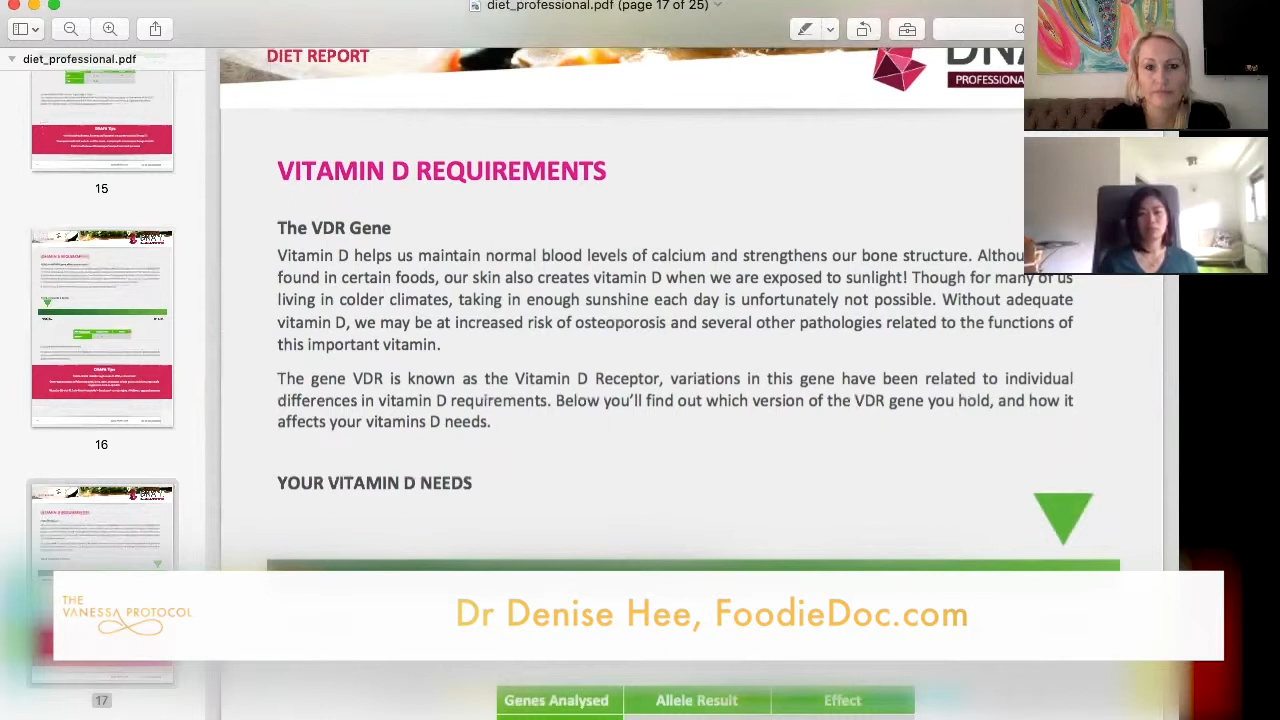 diet_professional.pdf (page 17 of 25)
diet_professional.pdf
15
16
17
DIET REPORT
PROFESSIONA
VITAMIN D REQUIREMENTS
The VDR Gene
Vitamin D helps us maintain normal blood levels of calcium and strengthens our bone structure. Althou
found in certain foods, our skin also creates vitamin D when we are exposed to sunlight! Though for many of us
living in colder climates, taking in enough sunshine each day is unfortunately not possible. Without adequate
vitamin D, we may be at increased risk of osteoporosis and several other pathologies related to the functions of
this important vitamin.
The gene VDR is known as the Vitamin D Receptor, variations in this gene have been related to individual
differences in vitamin D requirements. Below you'll find out which version of the VDR gene you hold, and how it
affects your vitamins D needs.
YOUR VITAMIN D NEEDS
THE
VANESSA PROTOCOL
Dr Denise Hee, FoodieDoc.com
Genes Analysed Allele Result Effect